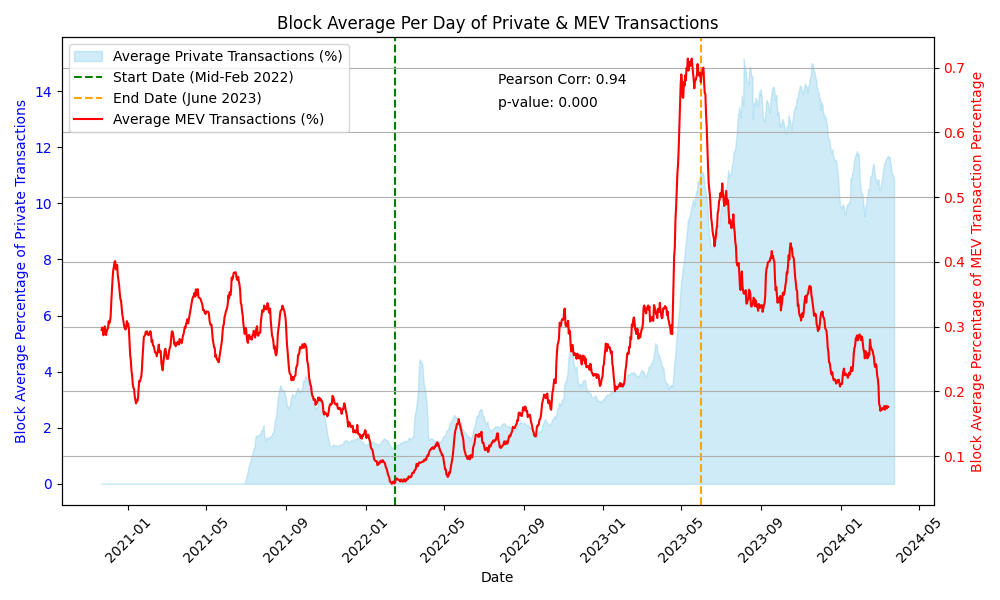 Block Average Per Day of Private & MEV Transactions
Average Private Transactions (%)
Start Date (Mid-Feb 2022)
End Date (June 2023)
Average MEV Transactions (%)
Pearson Corr: 0.94
p-value: 0.000
Block Average Percentage of Private Transactions
14
12
10
8
6
4
2
0
0.7
0.6
0.5
0.4
0.3
0.2
0.1
Block Average Percentage of MEV Transaction Percentage
2021-01
2021-05
2021-09
2022-01
2022-05
2022-09
2023-01
2023-05
2023-09
2024-01
2024-05
Date